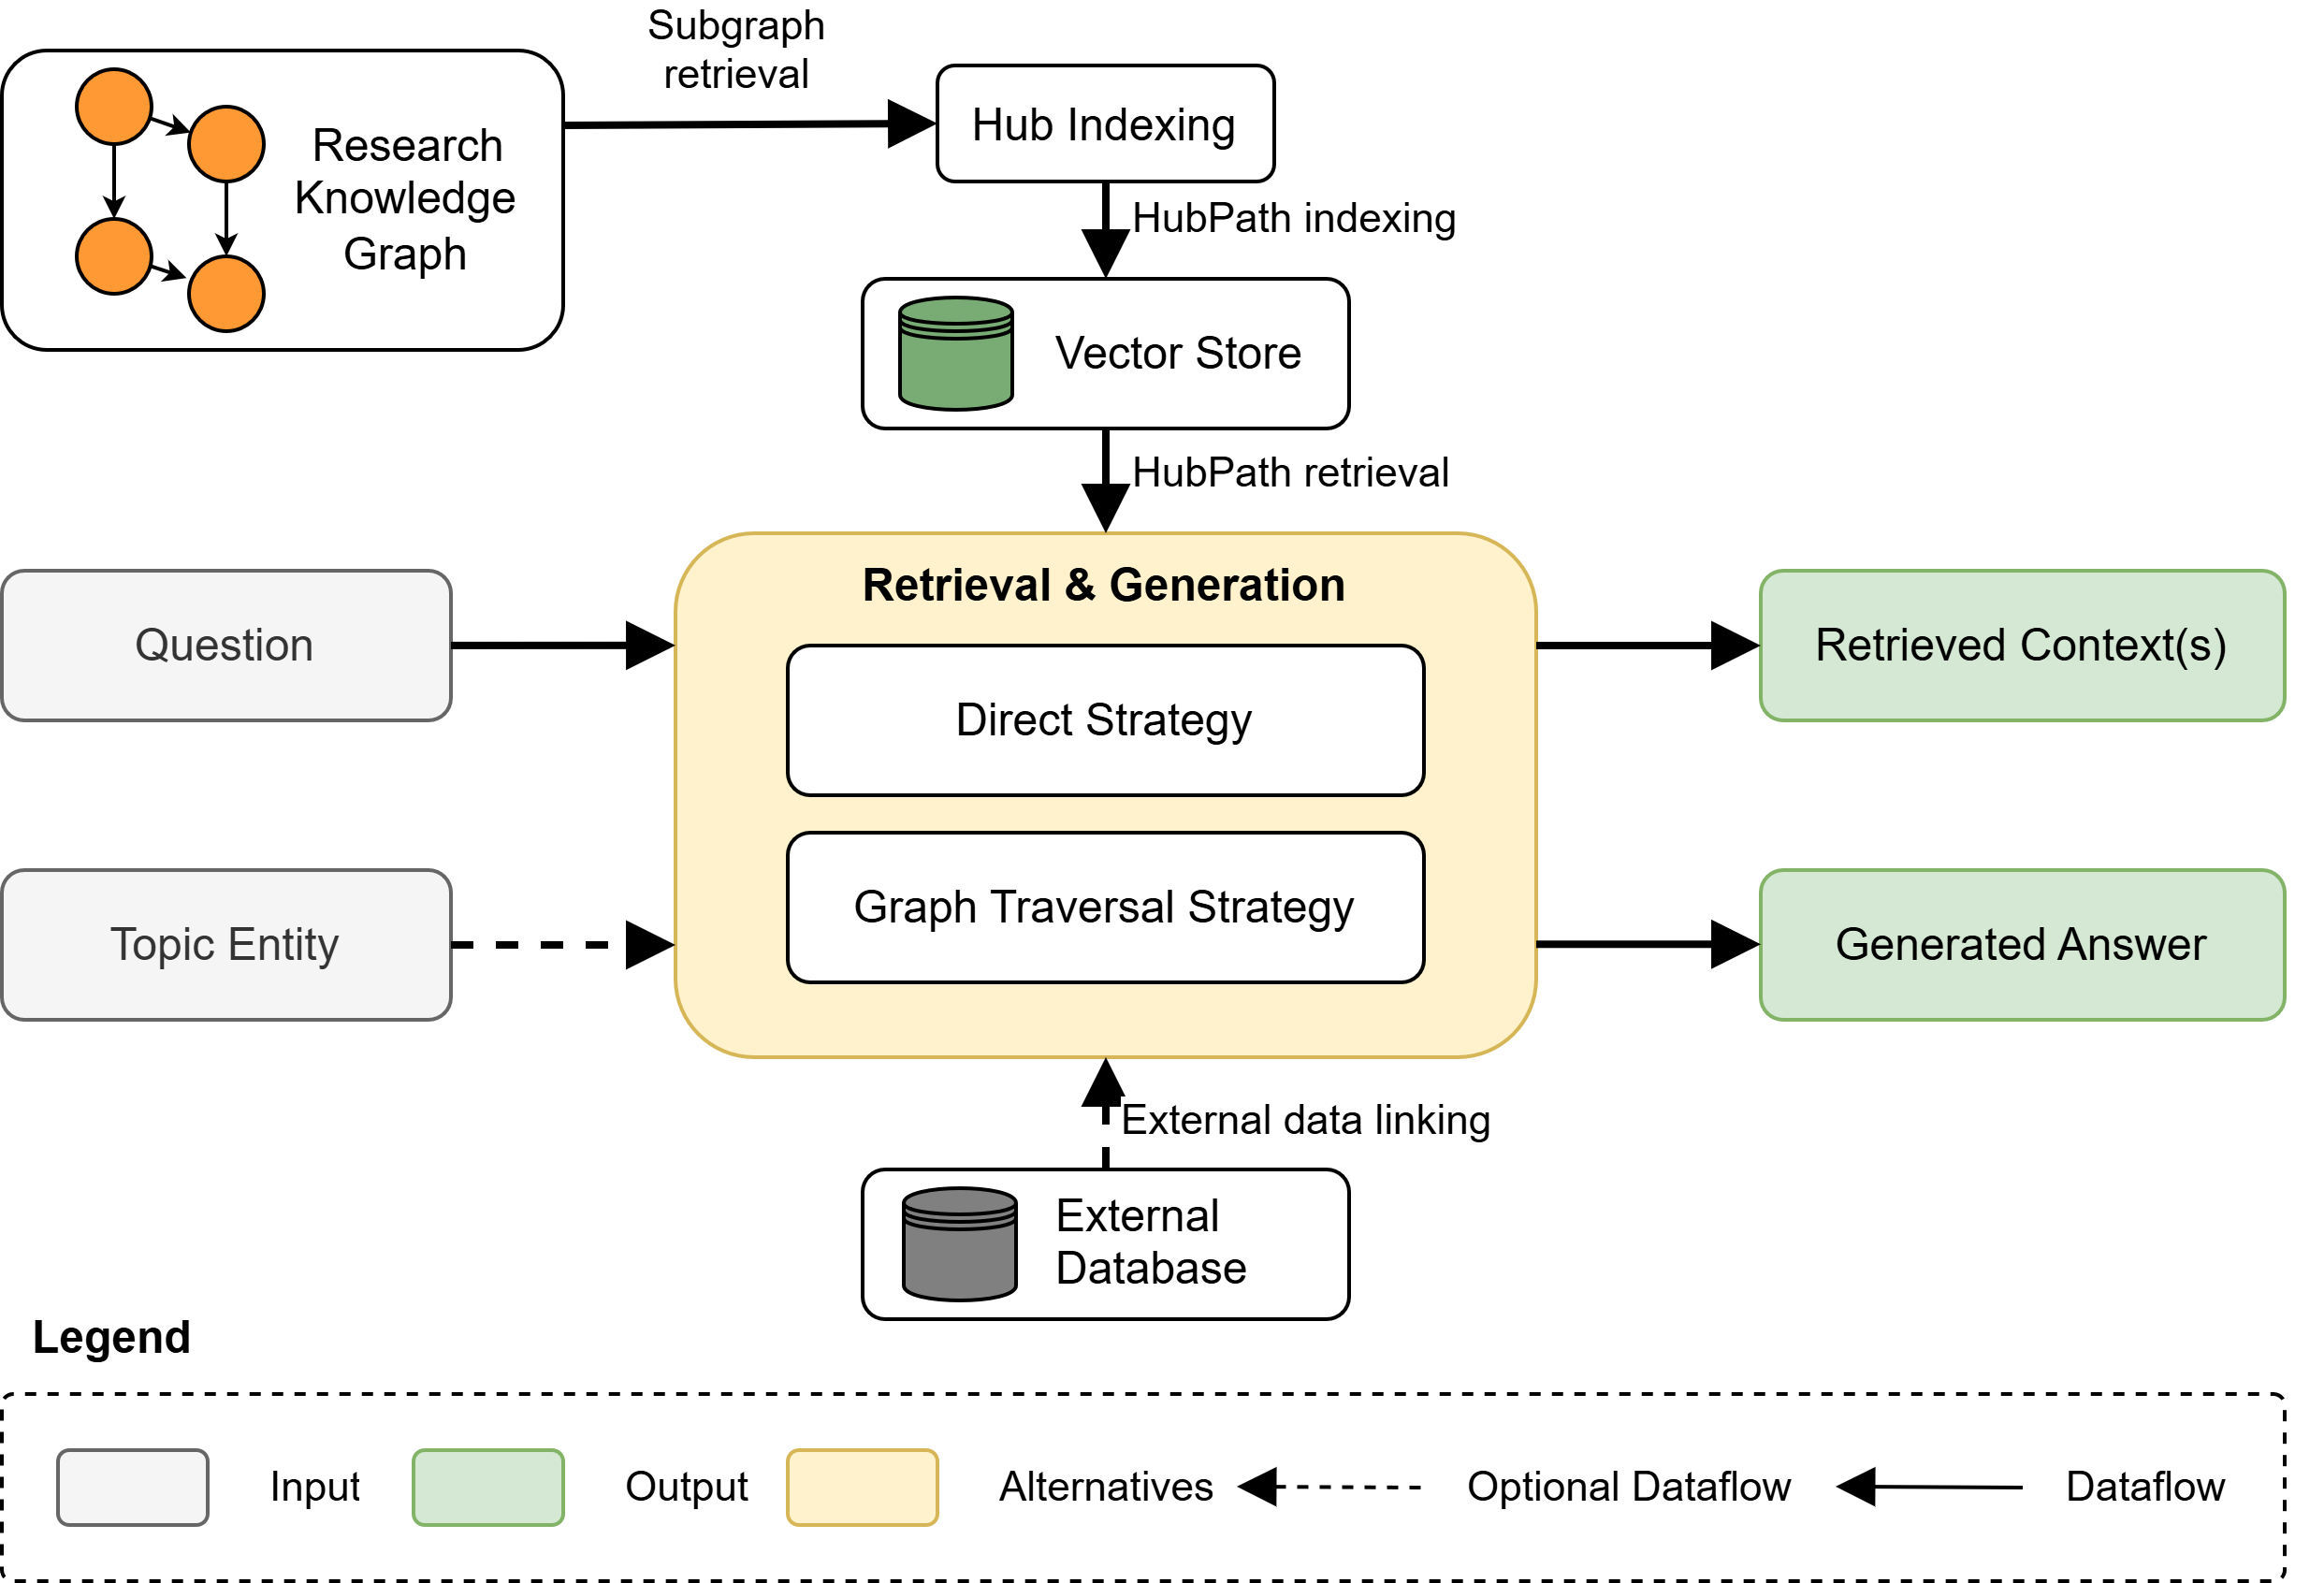 Subgraph
retrieval
Research
Knowledge
Graph
Hub Indexing
HubPath indexing
Vector Store
HubPath retrieval
Retrieval & Generation
Question
Direct Strategy
Retrieved Context(s)
Topic Entity
Graph Traversal Strategy
Generated Answer
External data linking
External
Database
Legend
Input
Output
Alternatives
Optional Dataflow
Dataflow